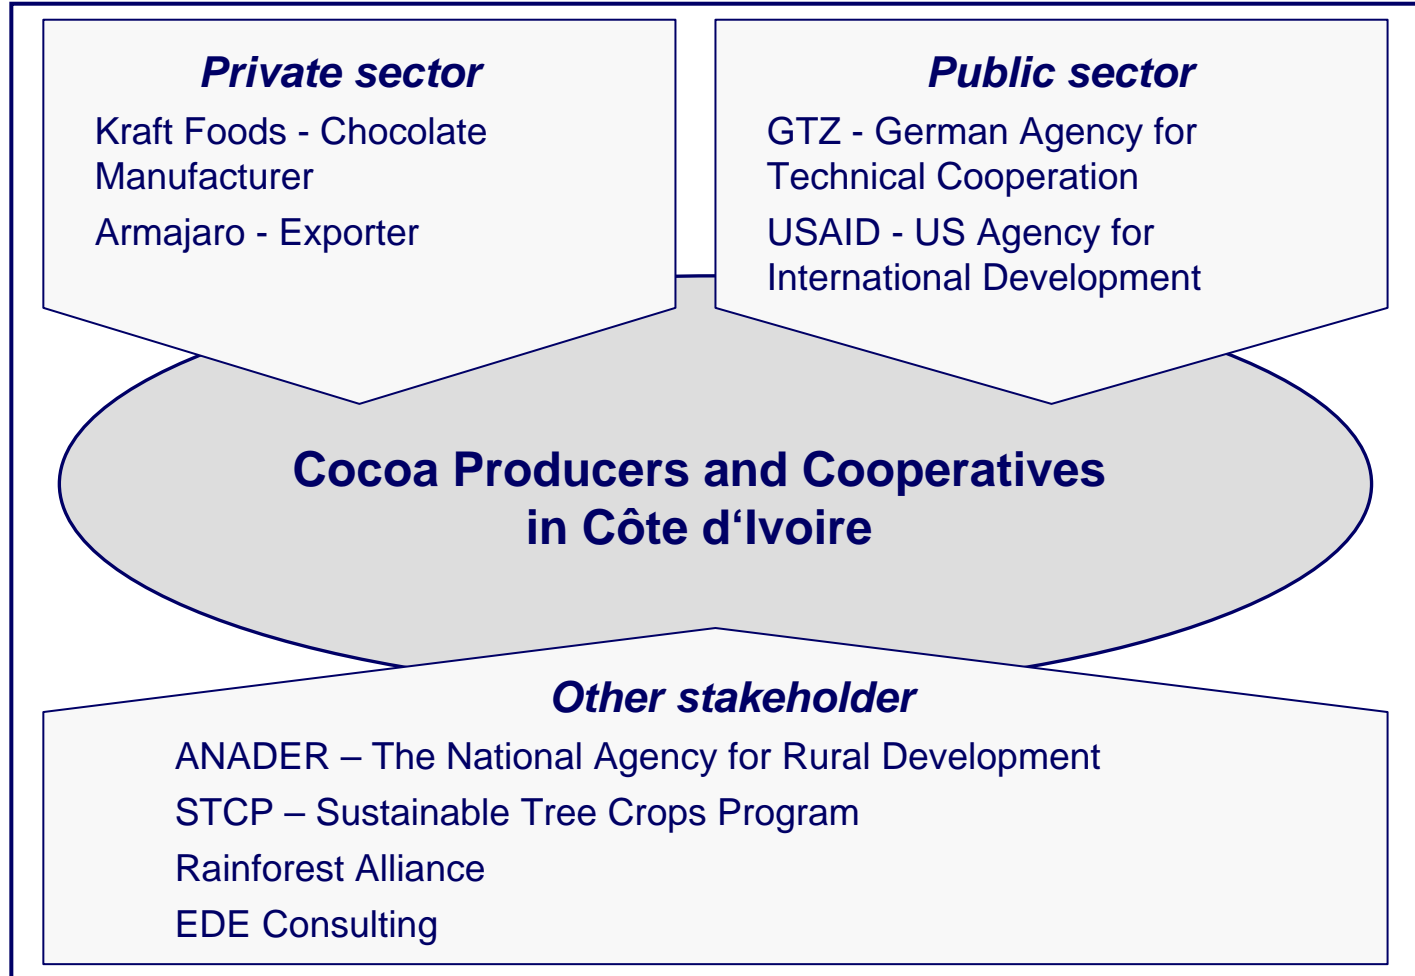 Private sector
Kraft Foods - Chocolate
Manufacturer
Armajaro - Exporter
Public sector
GTZ - German Agency for
Technical Cooperation
USAID - US Agency for
International Development
Cocoa Producers and Cooperatives
in Côte d‘Ivoire
Other stakeholder
ANADER – The National Agency for Rural Development
STCP – Sustainable Tree Crops Program
Rainforest Alliance
EDE Consulting